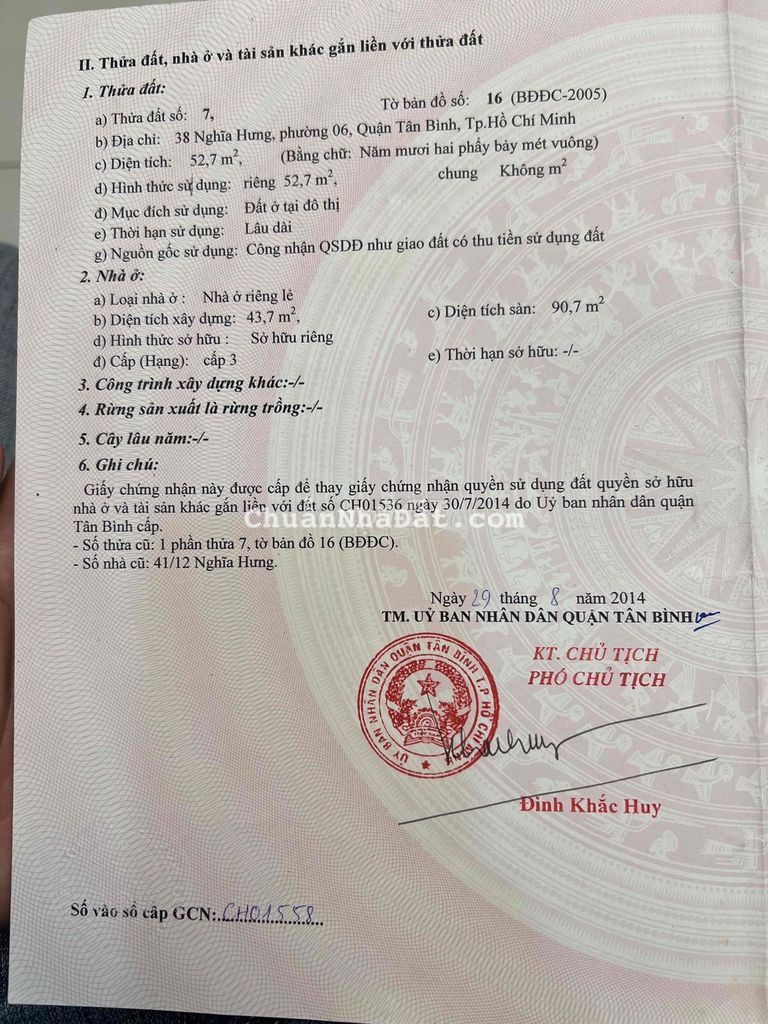 II. Thửa đất, nhà ở và tài sản khác gắn liền với thửa đất
1. Thửa đất:
a) Thửa đất số: 7, Tờ bản đồ số: 16 (BĐĐC-2005)
b) Địa chỉ: 38 Nghĩa Hưng, phường 06, Quận Tân Bình, Tp.Hồ Chí Minh
c) Diện tích: 52,7 m², (Bằng chữ: Năm mươi hai phẩy bảy mét vuông)
d) Hình thức sử dụng: riêng 52,7 m², chung Không m²
đ) Mục đích sử dụng: Đất ở tại đô thị
e) Thời hạn sử dụng: Lâu dài
g) Nguồn gốc sử dụng: Công nhận QSDĐ như giao đất có thu tiền sử dụng đất
2. Nhà ở:
a) Loại nhà ở : Nhà ở riêng lẻ
b) Diện tích xây dựng: 43,7 m², c) Diện tích sàn: 90,7 m²
d) Hình thức sở hữu : Sở hữu riêng
đ) Cấp (Hạng): cấp 3 e) Thời hạn sở hữu: -/-
3. Công trình xây dựng khác:-/-
4. Rừng sản xuất là rừng trồng:-/-
5. Cây lâu năm:-/-
6. Ghi chú:
Giấy chứng nhận này được cấp để thay giấy chứng nhận quyền sử dụng đất quyền sở hữu
nhà ở và tài sản khác gắn liền với đất số CH01536 ngày 30/7/2014 do Uỷ ban nhân dân quận
Tân Bình cấp.
ChuanNhaDat.com
- Số thửa cũ: 1 phần thửa 7, tờ bản đồ 16 (BĐĐC).
- Số nhà cũ: 41/12 Nghĩa Hưng.
Ngày 29 tháng 8 năm 2014
TM. UỶ BAN NHÂN DÂN QUẬN TÂN BÌNH
KT. CHỦ TỊCH
PHÓ CHỦ TỊCH
ỦY BAN NHÂN DÂN QUẬN TÂN BÌNH T.P HỒ CHÍ MINH
Đinh Khắc Huy
Số vào sổ cấp GCN: CH01558